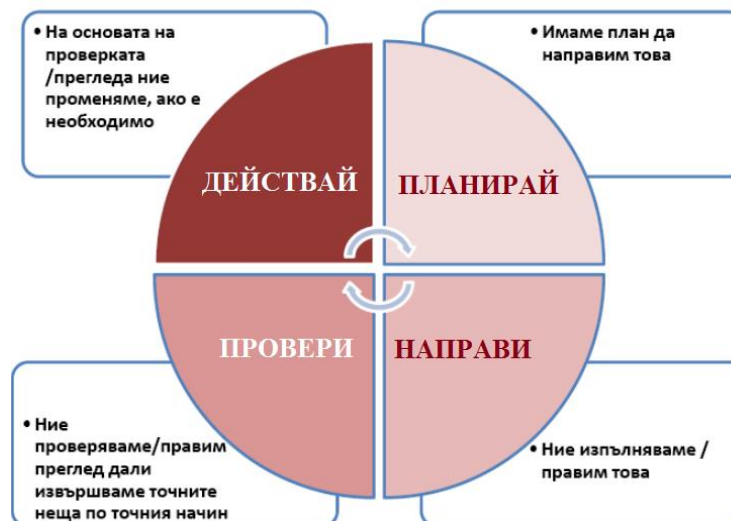 • На основата на
проверката
/прегледа ние
променяме, ако е
необходимо
• Имаме план да
направим това
ДЕЙСТВАЙ
ПЛАНИРАЙ
ПРОВЕРИ
НАПРАВИ
• Ние
проверяваме/правим
преглед дали
извършваме точните
неща по точния начин
• Ние изпълняваме /
правим това